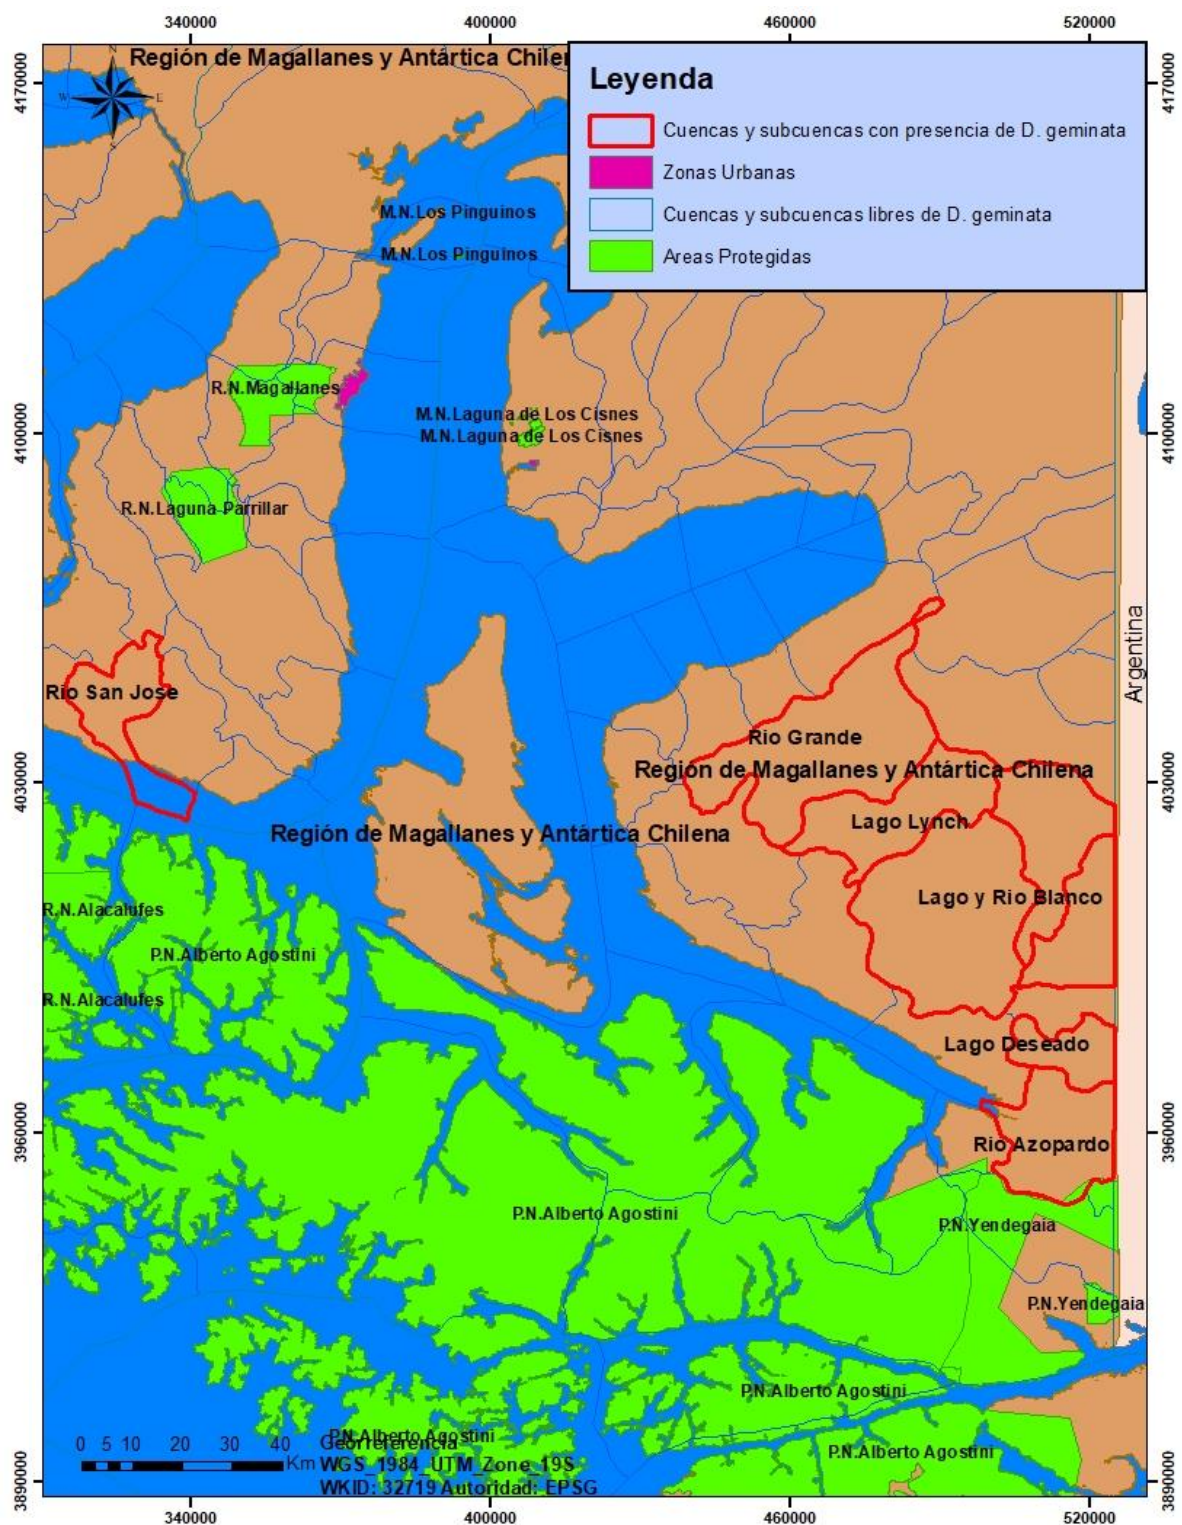 340000
400000
460000
520000
Región de Magallanes y Antártica Chilen
N
W
E
S
Leyenda
Cuencas y subcuencas con presencia de D. geminata
Zonas Urbanas
Cuencas y subcuencas libres de D. geminata
Areas Protegidas
4170000
4170000
M.N.Los Pinguinos
M.N.Los Pinguinos
R.N.Magallanes
M.N.Laguna de Los Cisnes
M.N.Laguna de Los Cisnes
4100000
4100000
R.N.Laguna Parrillar
Argentina
Rio San Jose
Rio Grande
Región de Magallanes y Antártica Chilena
4030000
4030000
Lago Lynch
Región de Magallanes y Antártica Chilena
Lago y Rio Blanco
R.N.Alacalufes
P.N.Alberto Agostini
R.N.Alacalufes
Lago Deseado
3960000
3960000
Rio Azopardo
P.N.Alberto Agostini
P.N.Yendegaia
P.N.Yendegaia
P.N.Alberto Agostini
P.N.Alberto Agostini
P.N.Alberto Agostini
0 5 10 20 30 40
Km
Georreferencia
WGS_1984_UTM_Zone_19S
WKID: 32719 Autoridad: EPSG
3890000
3890000
340000
400000
460000
520000